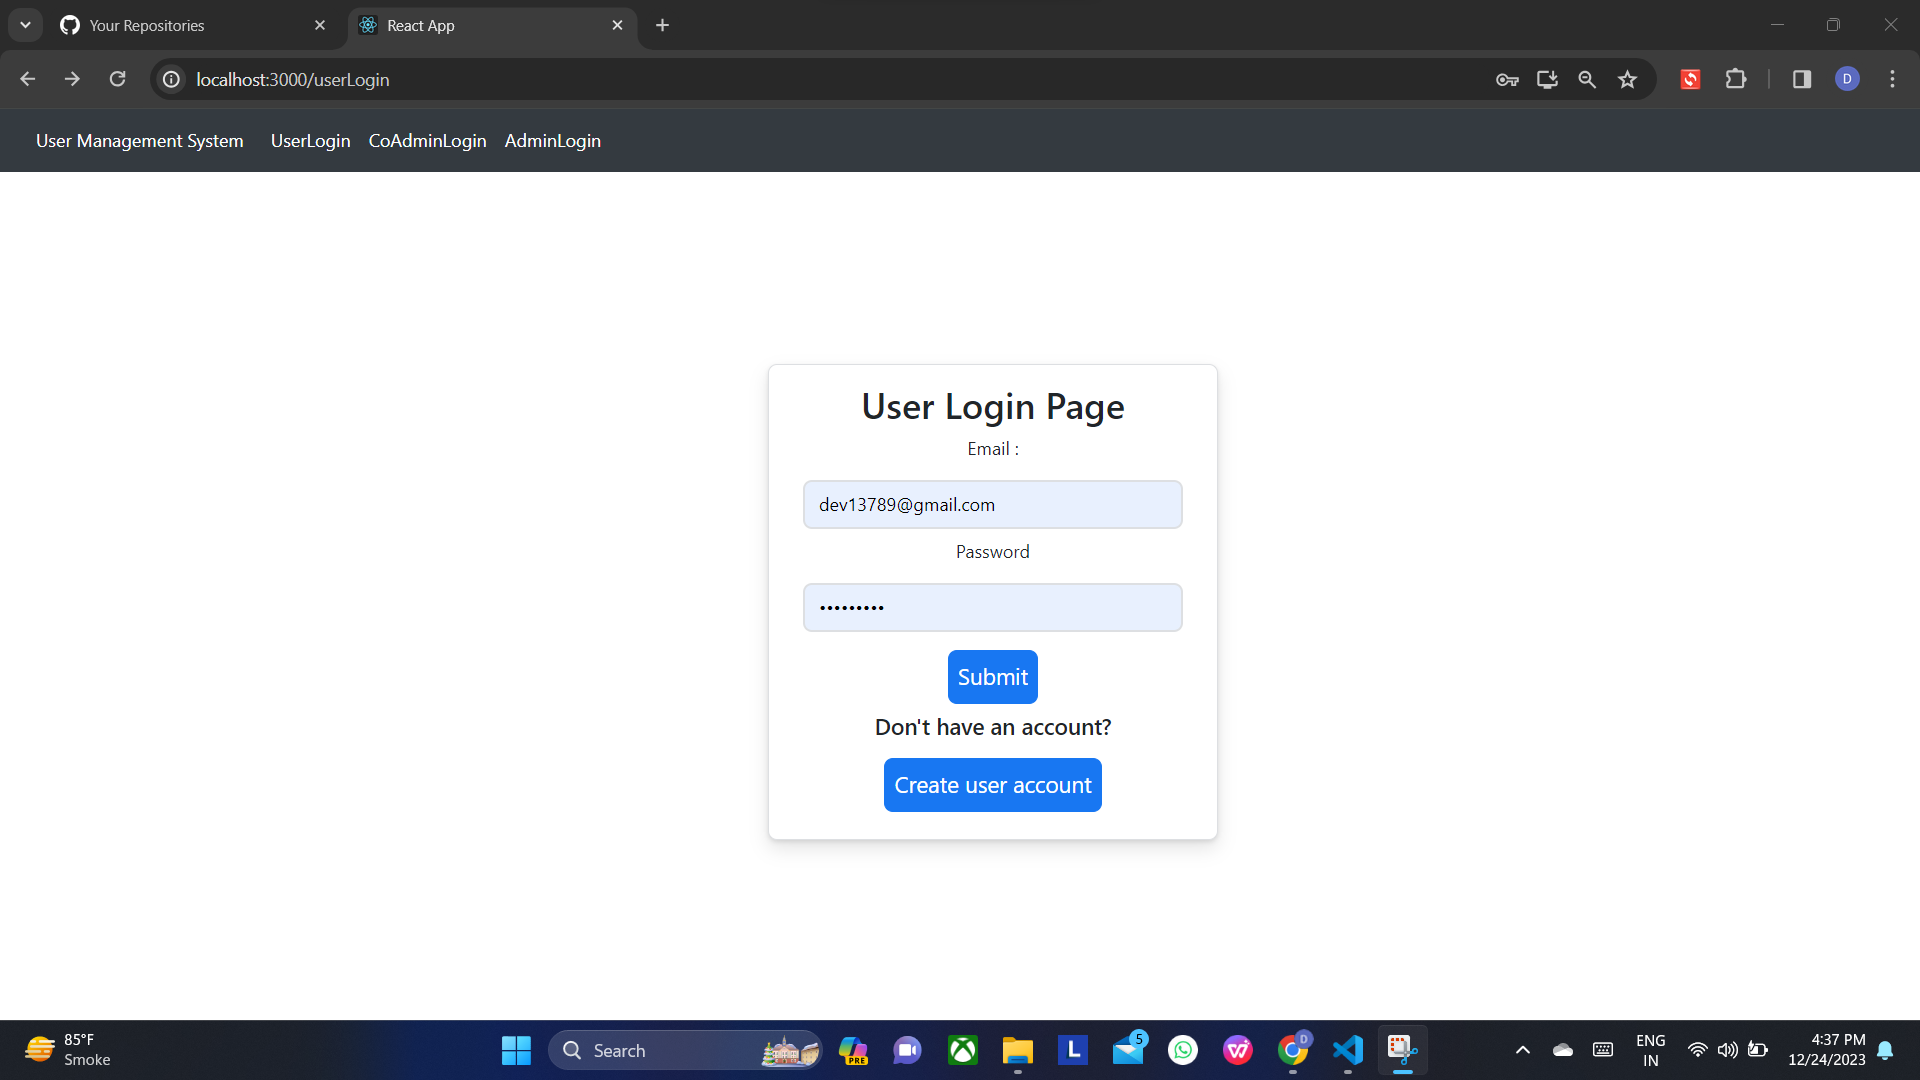 Your Repositories
React App
localhost:3000/userLogin
D
User Management System UserLogin CoAdminLogin AdminLogin
User Login Page
Email :
dev13789@gmail.com
Password
•••••••••
Submit
Don't have an account?
Create user account
85°F
Smoke
Search
PRE
L
5
D
ENG
IN
4:37 PM
12/24/2023